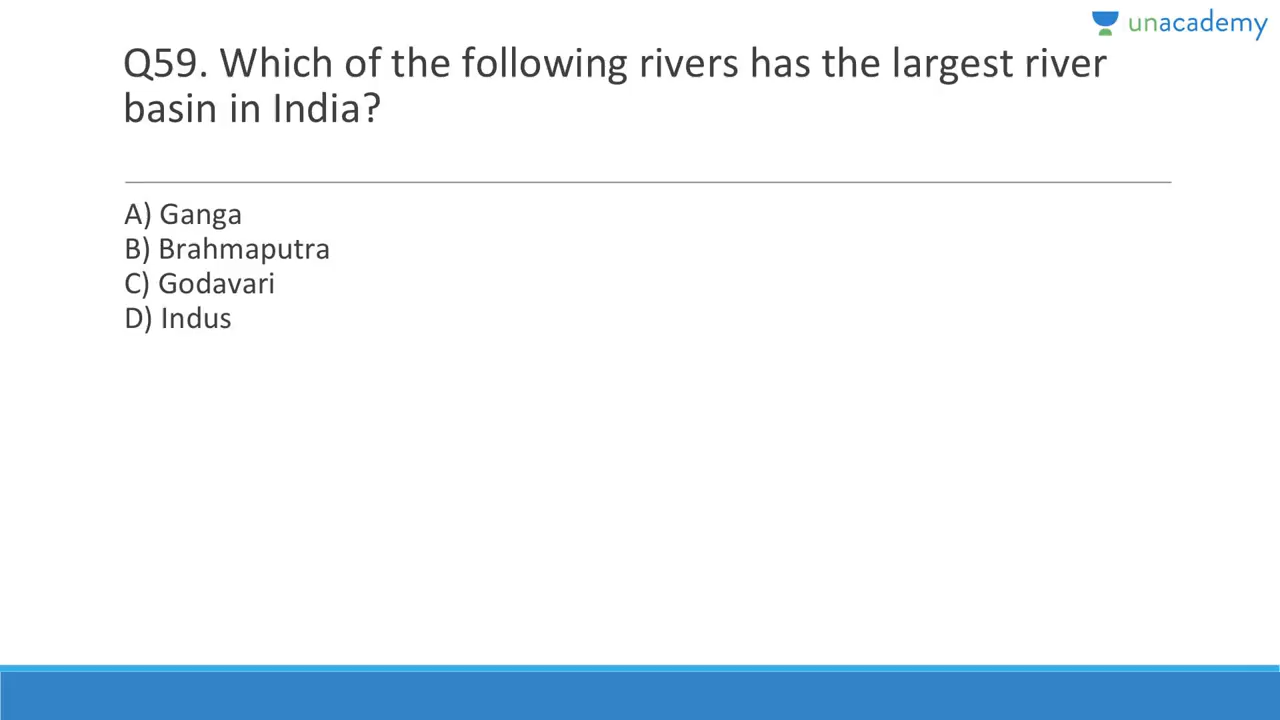 unacademy
Q59. Which of the following rivers has the largest river
basin in India?
A) Ganga
B) Brahmaputra
C) Godavari
D) Indus